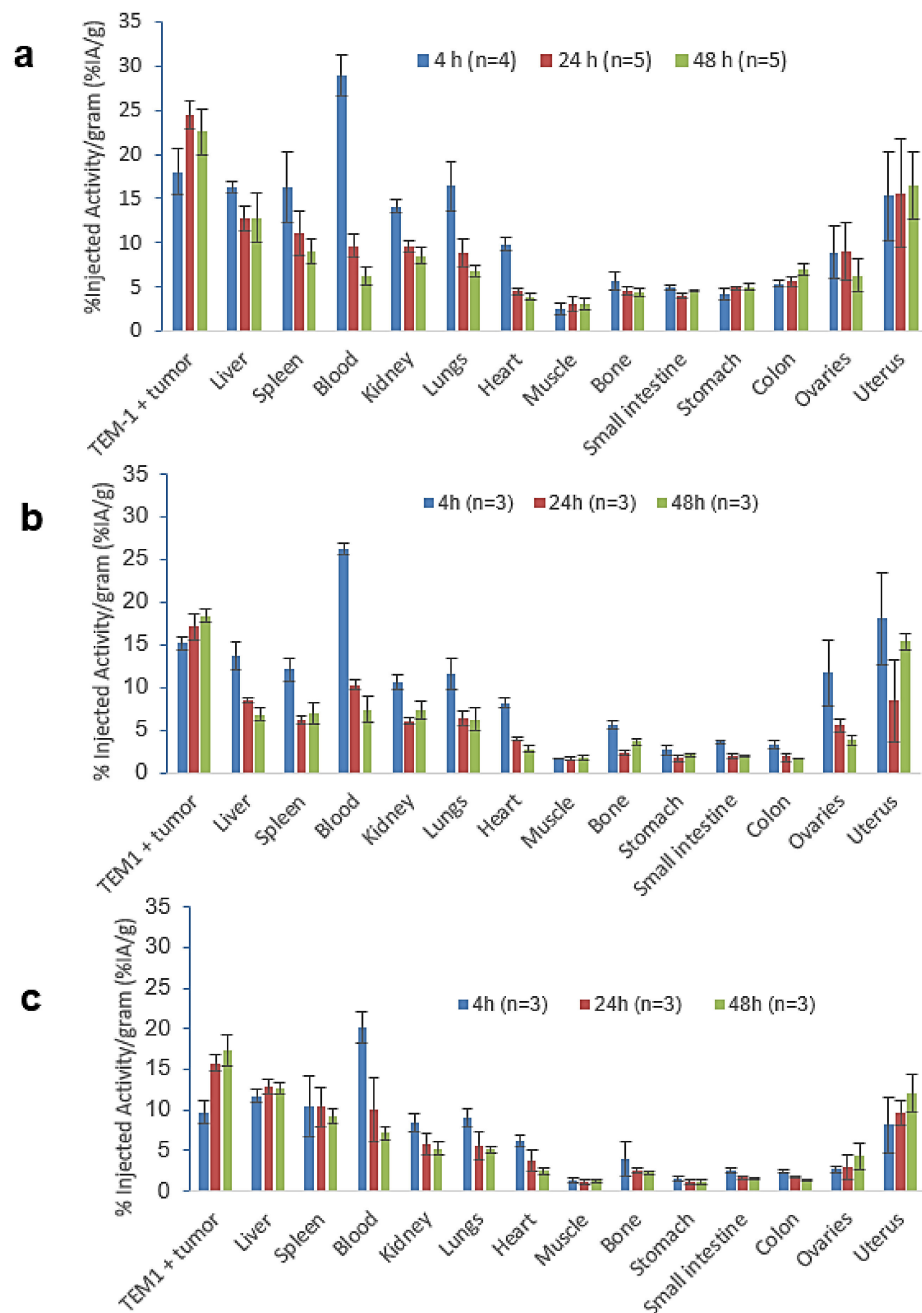 a
%Injected Activity/gram (%IA/g)
35
30
25
20
15
10
5
0
4 h (n=4) 24 h (n=5) 48 h (n=5)
TEM-1 + tumor
Liver
Spleen
Blood
Kidney
Lungs
Heart
Muscle
Bone
Small intestine
Stomach
Colon
Ovaries
Uterus
b
% Injected Activity/gram (%IA/g)
35
30
25
20
15
10
5
0
4h (n=3) 24h (n=3) 48h (n=3)
TEM1 + tumor
Liver
Spleen
Blood
Kidney
Lungs
Heart
Muscle
Bone
Stomach
Small intestine
Colon
Ovaries
Uterus
c
% Injected Activity/gram (%IA/g)
35
30
25
20
15
10
5
0
4h (n=3) 24h (n=3) 48h (n=3)
TEM1 + tumor
Liver
Spleen
Blood
Kidney
Lungs
Heart
Muscle
Bone
Stomach
Small intestine
Colon
Ovaries
Uterus